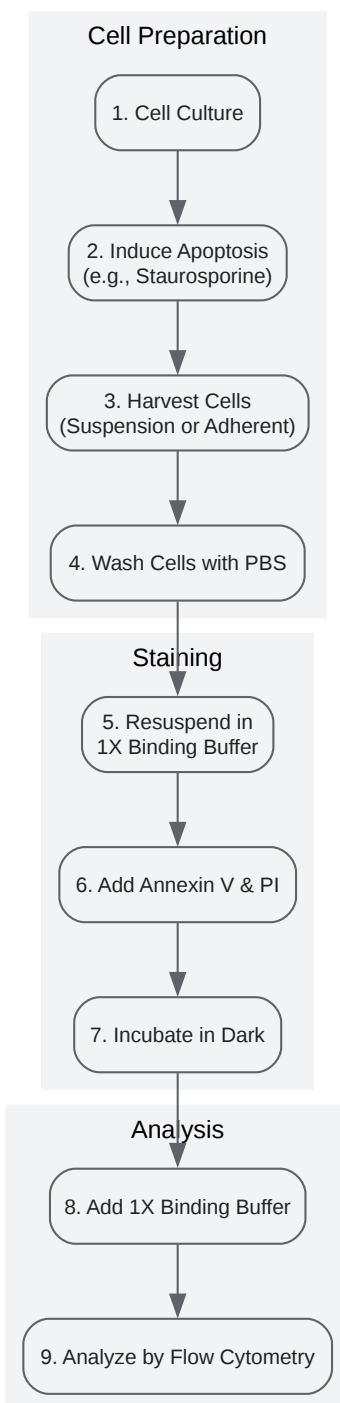 Cell Preparation
1. Cell Culture
2. Induce Apoptosis
(e.g., Staurosporine)
3. Harvest Cells
(Suspension or Adherent)
4. Wash Cells with PBS
Staining
5. Resuspend in
1X Binding Buffer
6. Add Annexin V & PI
7. Incubate in Dark
Analysis
8. Add 1X Binding Buffer
9. Analyze by Flow Cytometry